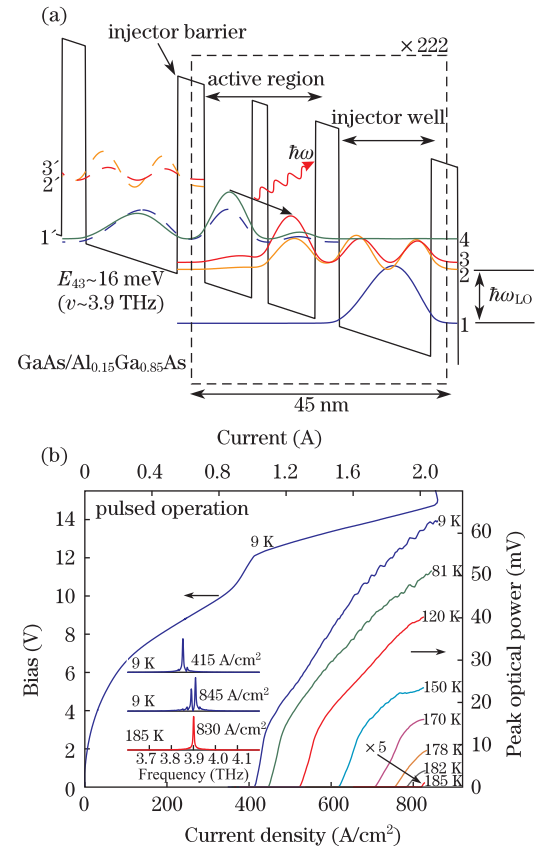 (a)
injector barrier
× 222
active region
injector well
ħω
3´
2´
1´
4
3
2
1
E₄₃~16 meV
(ν~3.9 THz)
ħω_LO
GaAs/Al₀.₁₅Ga₀.₈₅As
45 nm
(b)
Current (A)
0 0.4 0.8 1.2 1.6 2.0
pulsed operation
14
12
10
8
6
4
2
0
Bias (V)
9 K
9 K
81 K
120 K
150 K
170 K
178 K
182 K
185 K
×5
60
50
40
30
20
10
0
Peak optical power (mV)
9 K 415 A/cm²
9 K 845 A/cm²
185 K 830 A/cm²
3.7 3.8 3.9 4.0 4.1
Frequency (THz)
0 200 400 600 800
Current density (A/cm²)